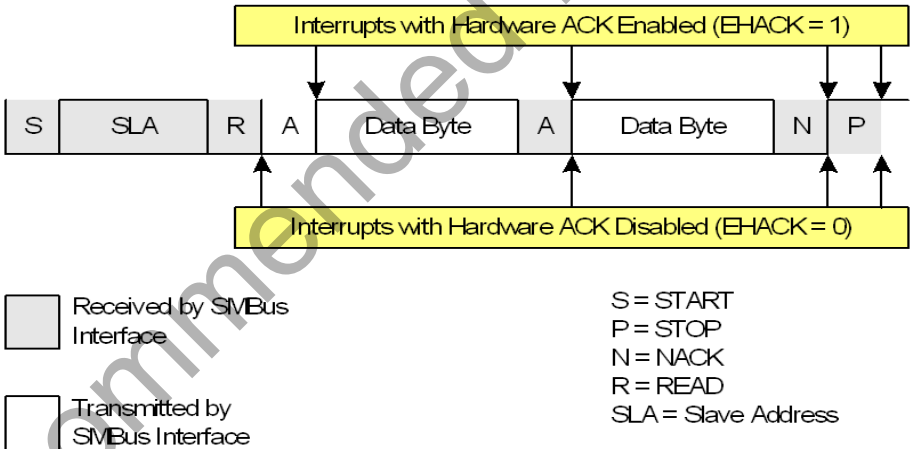 Interrupts with Hardware ACK Enabled (EHACK = 1)
S SLA R A Data Byte A Data Byte N P
Interrupts with Hardware ACK Disabled (EHACK = 0)
Received by SMBus
Interface
Transmitted by
SMBus Interface
S = START
P = STOP
N = NACK
R = READ
SLA = Slave Address
ommended